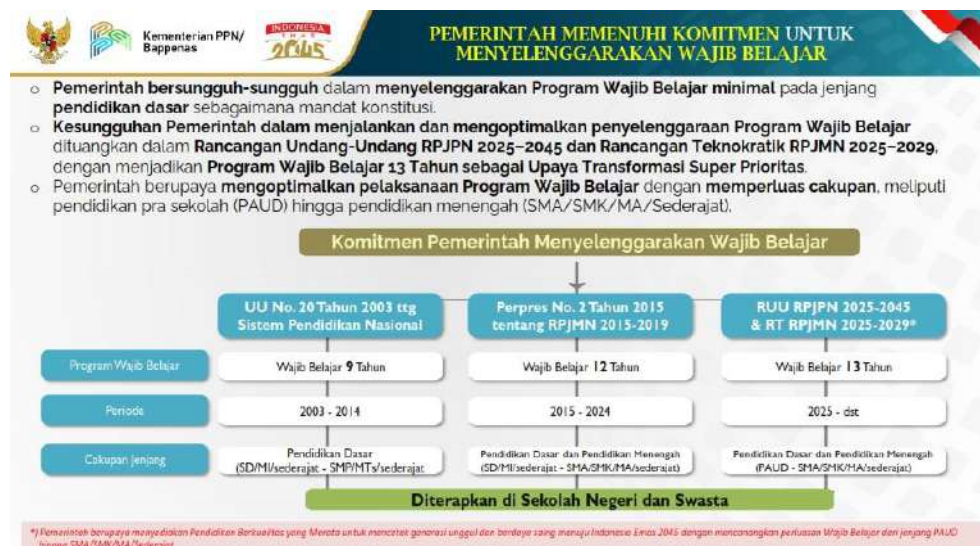 Kementerian PPN/
Bappenas
INDONESIA
2045
PEMERINTAH MEMENUHI KOMITMEN UNTUK
MENYELENGGARAKAN WAJIB BELAJAR
o Pemerintah bersungguh-sungguh dalam menyelenggarakan Program Wajib Belajar minimal pada jenjang
pendidikan dasar sebagaimana mandat konstitusi.
o Kesungguhan Pemerintah dalam menjalankan dan mengoptimalkan penyelenggaraan Program Wajib Belajar
dituangkan dalam Rancangan Undang-Undang RPJPN 2025–2045 dan Rancangan Teknokratik RPJMN 2025–2029,
dengan menjadikan Program Wajib Belajar 13 Tahun sebagai Upaya Transformasi Super Prioritas.
o Pemerintah berupaya mengoptimalkan pelaksanaan Program Wajib Belajar dengan memperluas cakupan, meliputi
pendidikan pra sekolah (PAUD) hingga pendidikan menengah (SMA/SMK/MA/Sederajat).
Komitmen Pemerintah Menyelenggarakan Wajib Belajar
UU No. 20 Tahun 2003 ttg
Sistem Pendidikan Nasional
Perpres No. 2 Tahun 2015
tentang RPJMN 2015-2019
RUU RPJPN 2025-2045
& RT RPJMN 2025-2029*
Program Wajib Belajar
Wajib Belajar 9 Tahun
Wajib Belajar 12 Tahun
Wajib Belajar 13 Tahun
Periode
2003 - 2014
2015 - 2024
2025 - dst
Cakupan Jenjang
Pendidikan Dasar
(SD/MI/sederajat - SMP/MTs/sederajat
Pendidikan Dasar dan Pendidikan Menengah
(SD/MI/sederajat - SMA/SMK/MA/sederajat)
Pendidikan Dasar dan Pendidikan Menengah
(PAUD - SMA/SMK/MA/sederajat)
Diterapkan di Sekolah Negeri dan Swasta
*) Pemerintah berupaya menyediakan Pendidikan Berkualitas yang Merata untuk mencetak generasi unggul dan berdaya saing menuju Indonesia Emas 2045 dengan mencanangkan perluasan Wajib Belajar dari jenjang PAUD
hingga SMA/SMK/MA/Sederajat